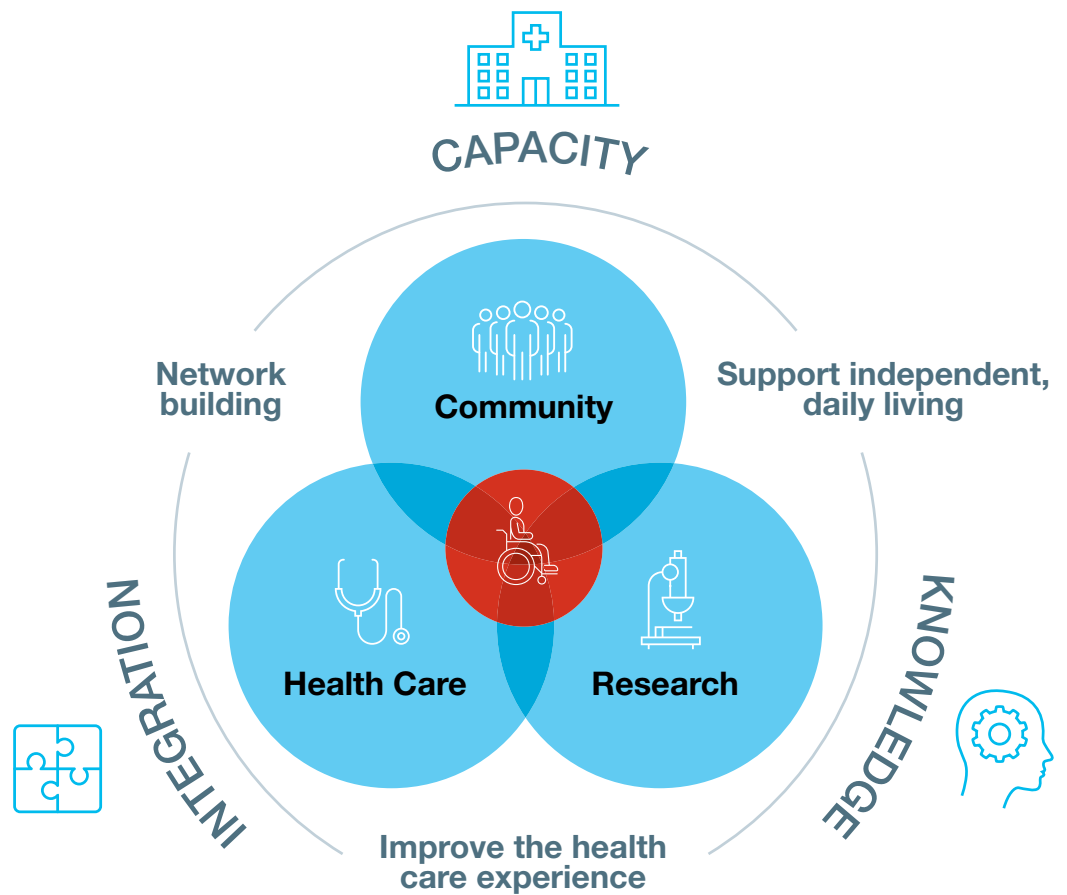 CAPACITY
Network
building
Support independent,
daily living
Community
Health Care
Research
INTEGRATION
KNOWLEDGE
Improve the health
care experience